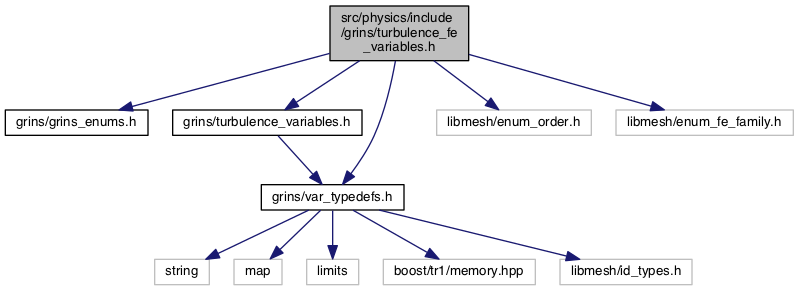 src/physics/include
/grins/turbulence_fe
_variables.h
grins/grins_enums.h
grins/turbulence_variables.h
libmesh/enum_order.h
libmesh/enum_fe_family.h
grins/var_typedefs.h
string
map
limits
boost/tr1/memory.hpp
libmesh/id_types.h